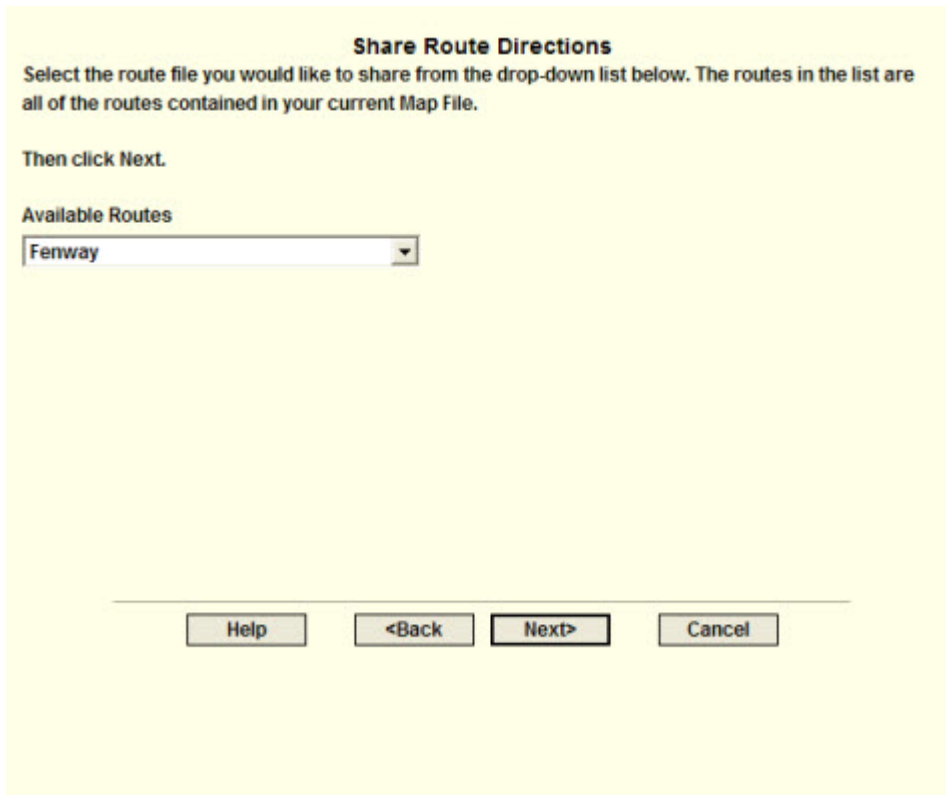 Share Route Directions
Select the route file you would like to share from the drop-down list below. The routes in the list are
all of the routes contained in your current Map File.
Then click Next.
Available Routes
Fenway
Help <Back Next> Cancel